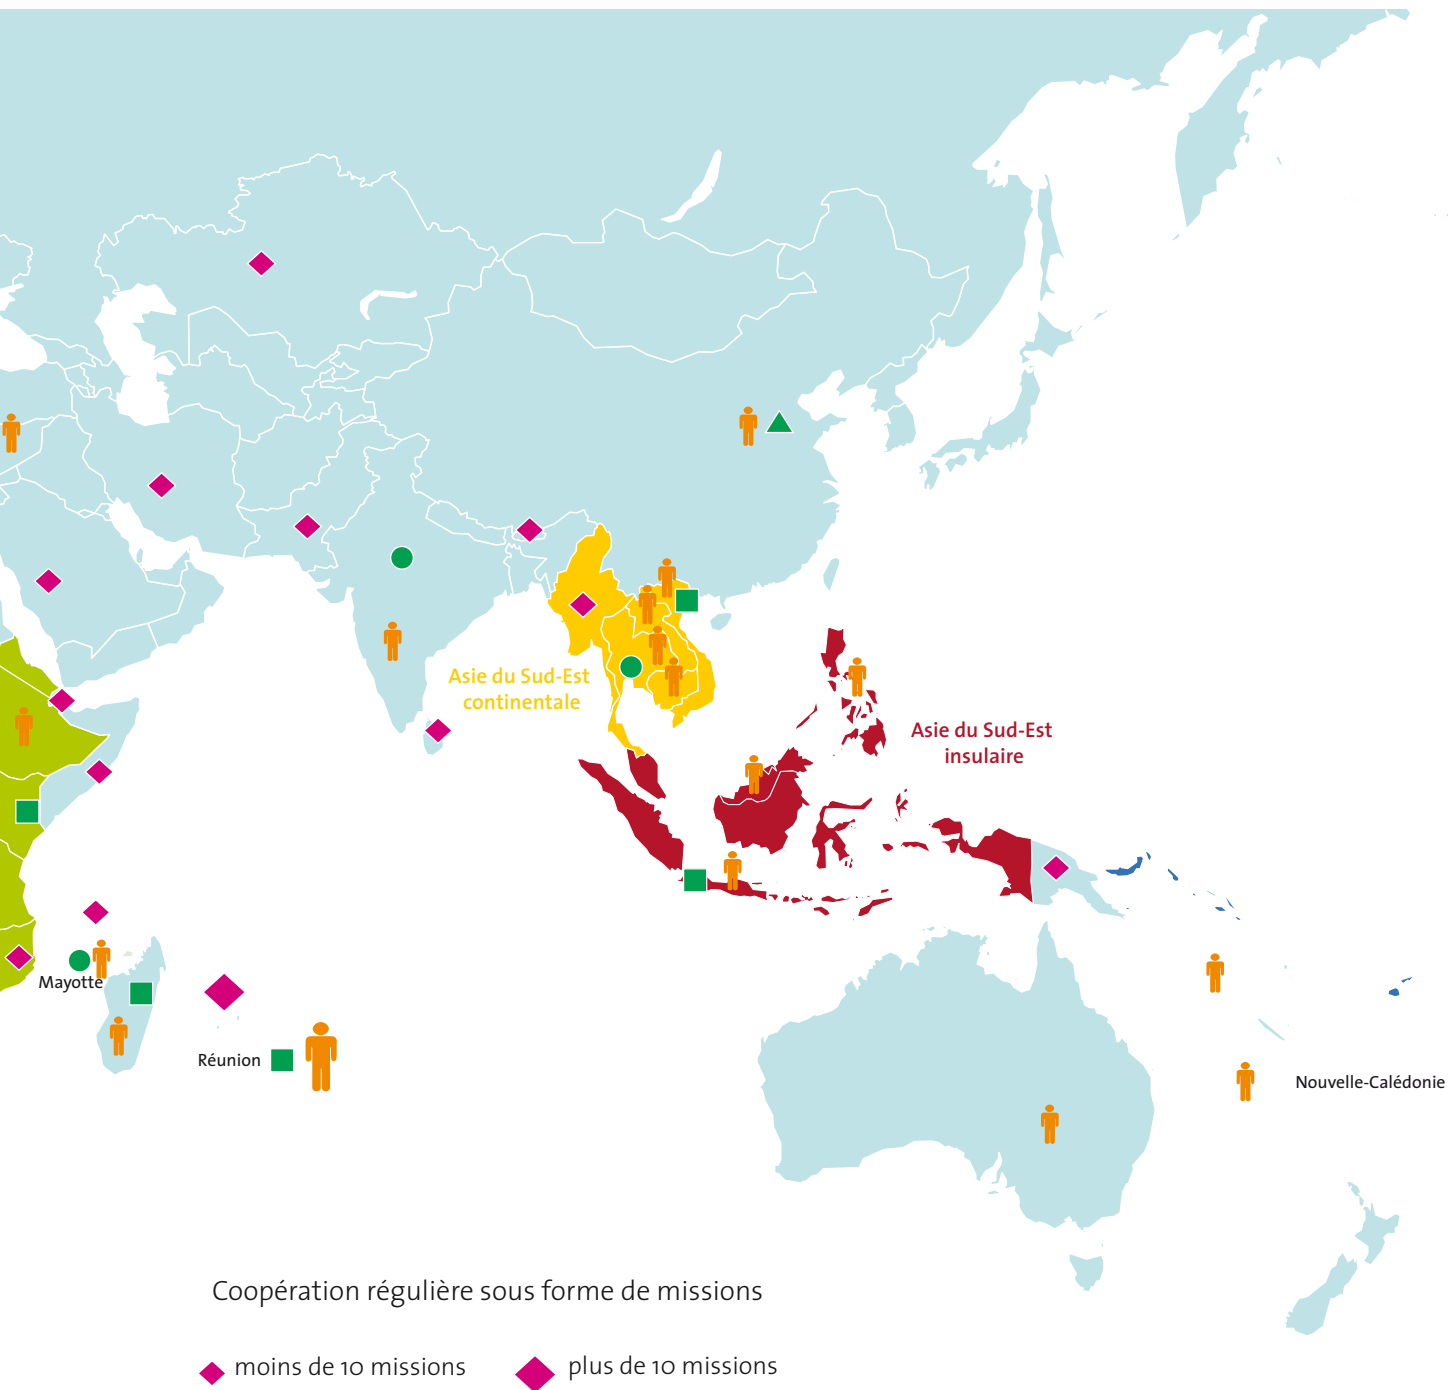 Asie du Sud-Est
continentale
Asie du Sud-Est
insulaire
Mayotte
Réunion
Nouvelle-Calédonie
Coopération régulière sous forme de missions
moins de 10 missions
plus de 10 missions